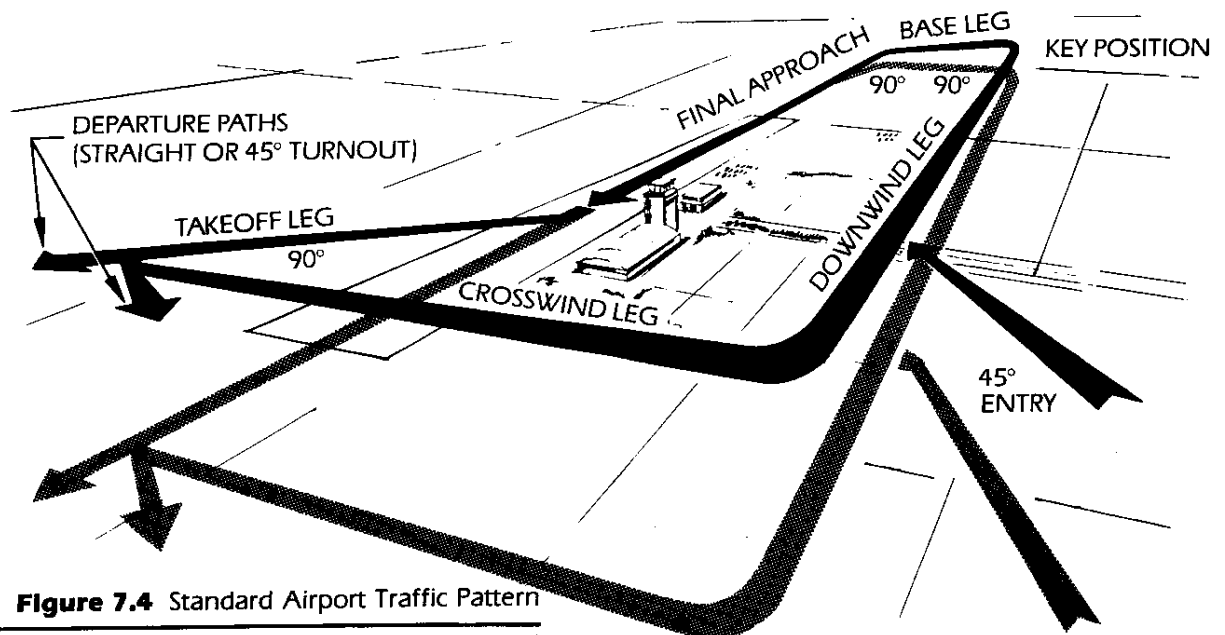 BASE LEG
KEY POSITION
FINAL APPROACH
90° 90°
DEPARTURE PATHS
(STRAIGHT OR 45° TURNOUT)
DOWNWIND LEG
TAKEOFF LEG
90°
CROSSWIND LEG
45°
ENTRY
Figure 7.4 Standard Airport Traffic Pattern